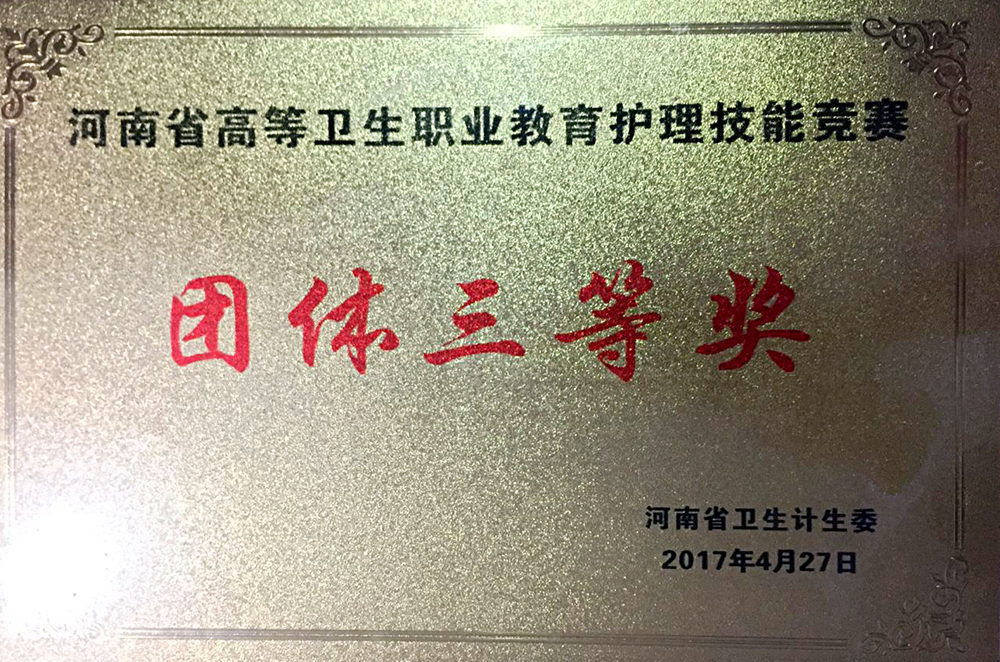 河南省高等卫生职业教育护理技能竞赛
团体三等奖
河南省卫生计生委
2017年4月27日